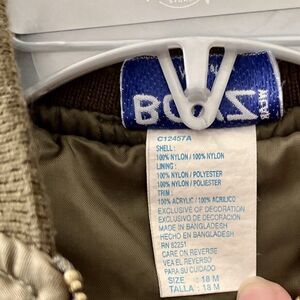 BOAZ
WEAR
C12457A
SHELL :
100% NYLON / 100% NYLON
LINING :
100% NYLON / POLYESTER
100% NYLON / POLIESTER
TRIM :
100% ACRYLIC / 100% ACRILICO
EXCLUSIVE OF DECORATION
EXCLUSIVO DE DECORACION
MADE IN BANGLADESH
HECHO EN BANGLADESH
RN 82251
CARE ON REVERSE
VEA EL REVERSO
PARA SU CUIDADO
SIZE : 18 M
TALLA : 18 M